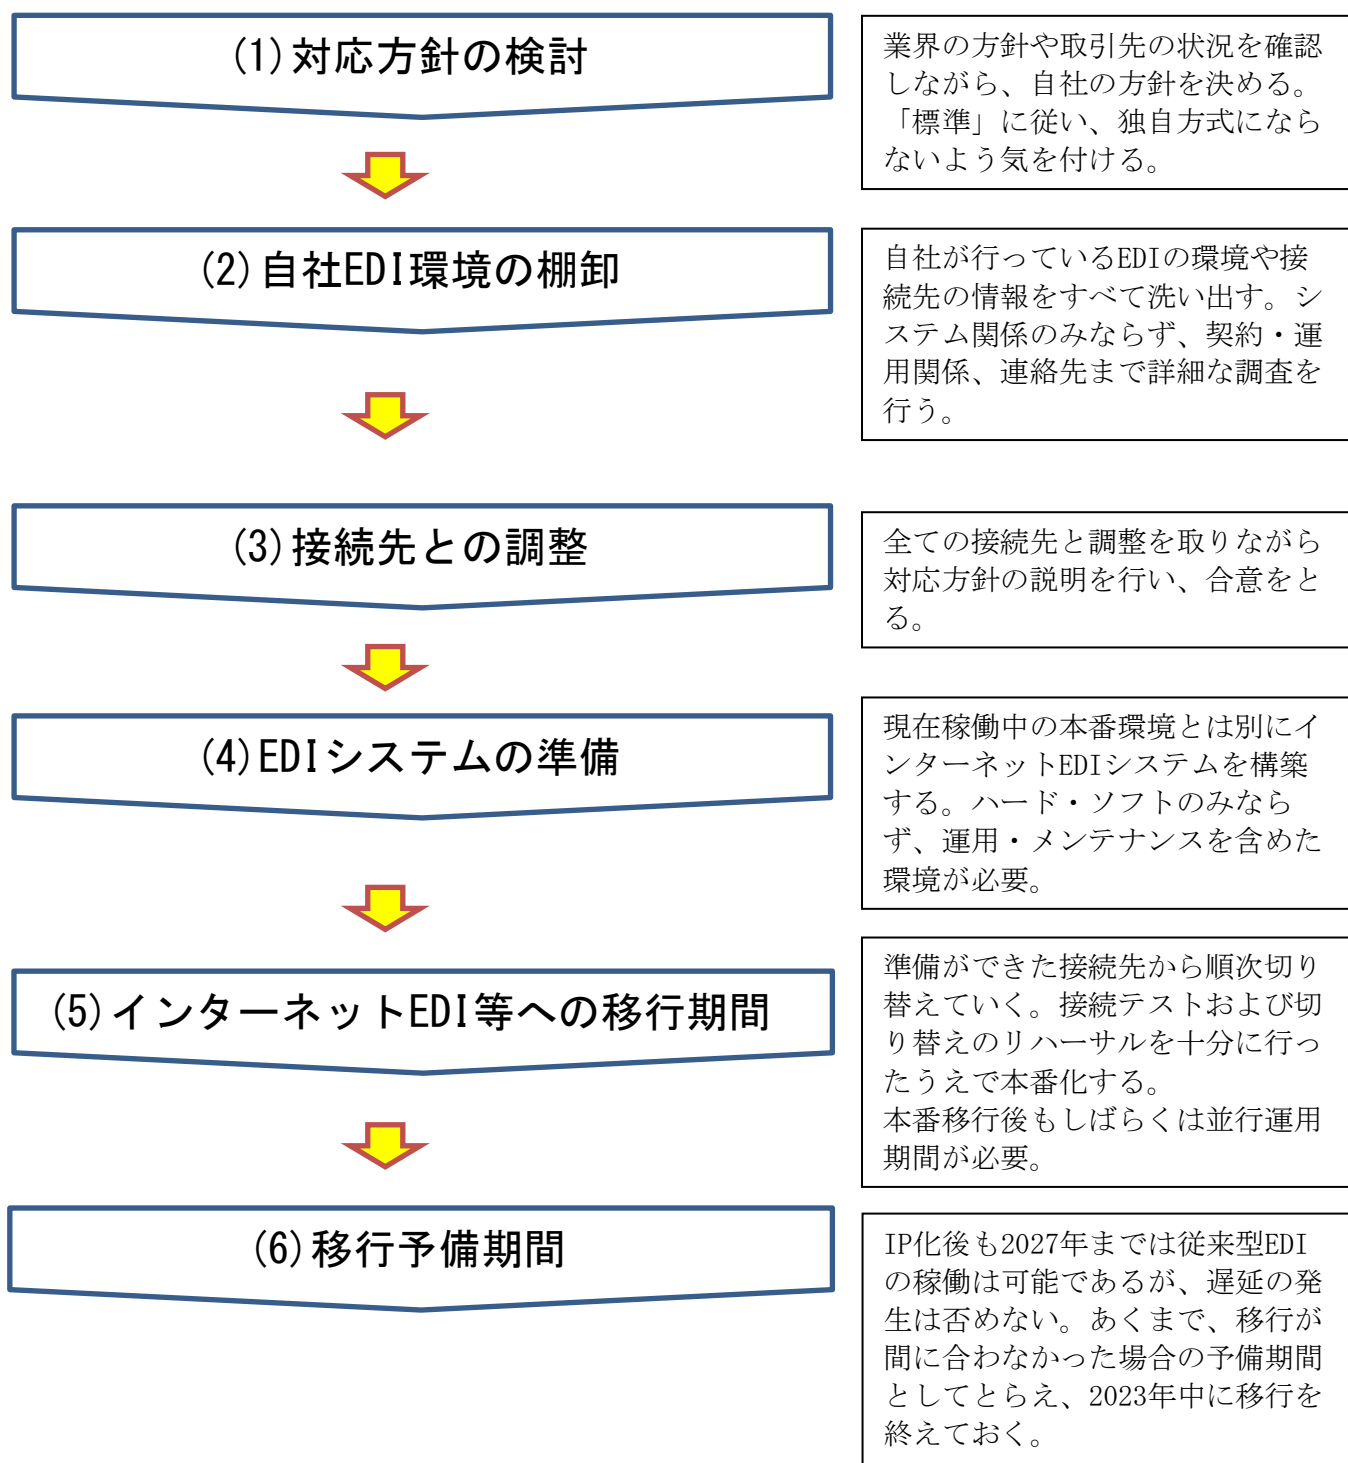 (1)対応方針の検討
業界の方針や取引先の状況を確認
しながら、自社の方針を決める。
「標準」に従い、独自方式になら
ないよう気を付ける。
(2)自社EDI環境の棚卸
自社が行っているEDIの環境や接
続先の情報をすべて洗い出す。シ
ステム関係のみならず、契約・運
用関係、連絡先まで詳細な調査を
行う。
(3)接続先との調整
全ての接続先と調整を取りながら
対応方針の説明を行い、合意をと
る。
(4)EDIシステムの準備
現在稼働中の本番環境とは別にイ
ンターネットEDIシステムを構築
する。ハード・ソフトのみなら
ず、運用・メンテナンスを含めた
環境が必要。
(5)インターネットEDI等への移行期間
準備ができた接続先から順次切り
替えていく。接続テストおよび切
り替えのリハーサルを十分に行っ
たうえで本番化する。
本番移行後もしばらくは並行運用
期間が必要。
(6)移行予備期間
IP化後も2027年までは従来型EDI
の稼働は可能であるが、遅延の発
生は否めない。あくまで、移行が
間に合わなかった場合の予備期間
としてとらえ、2023年中に移行を
終えておく。